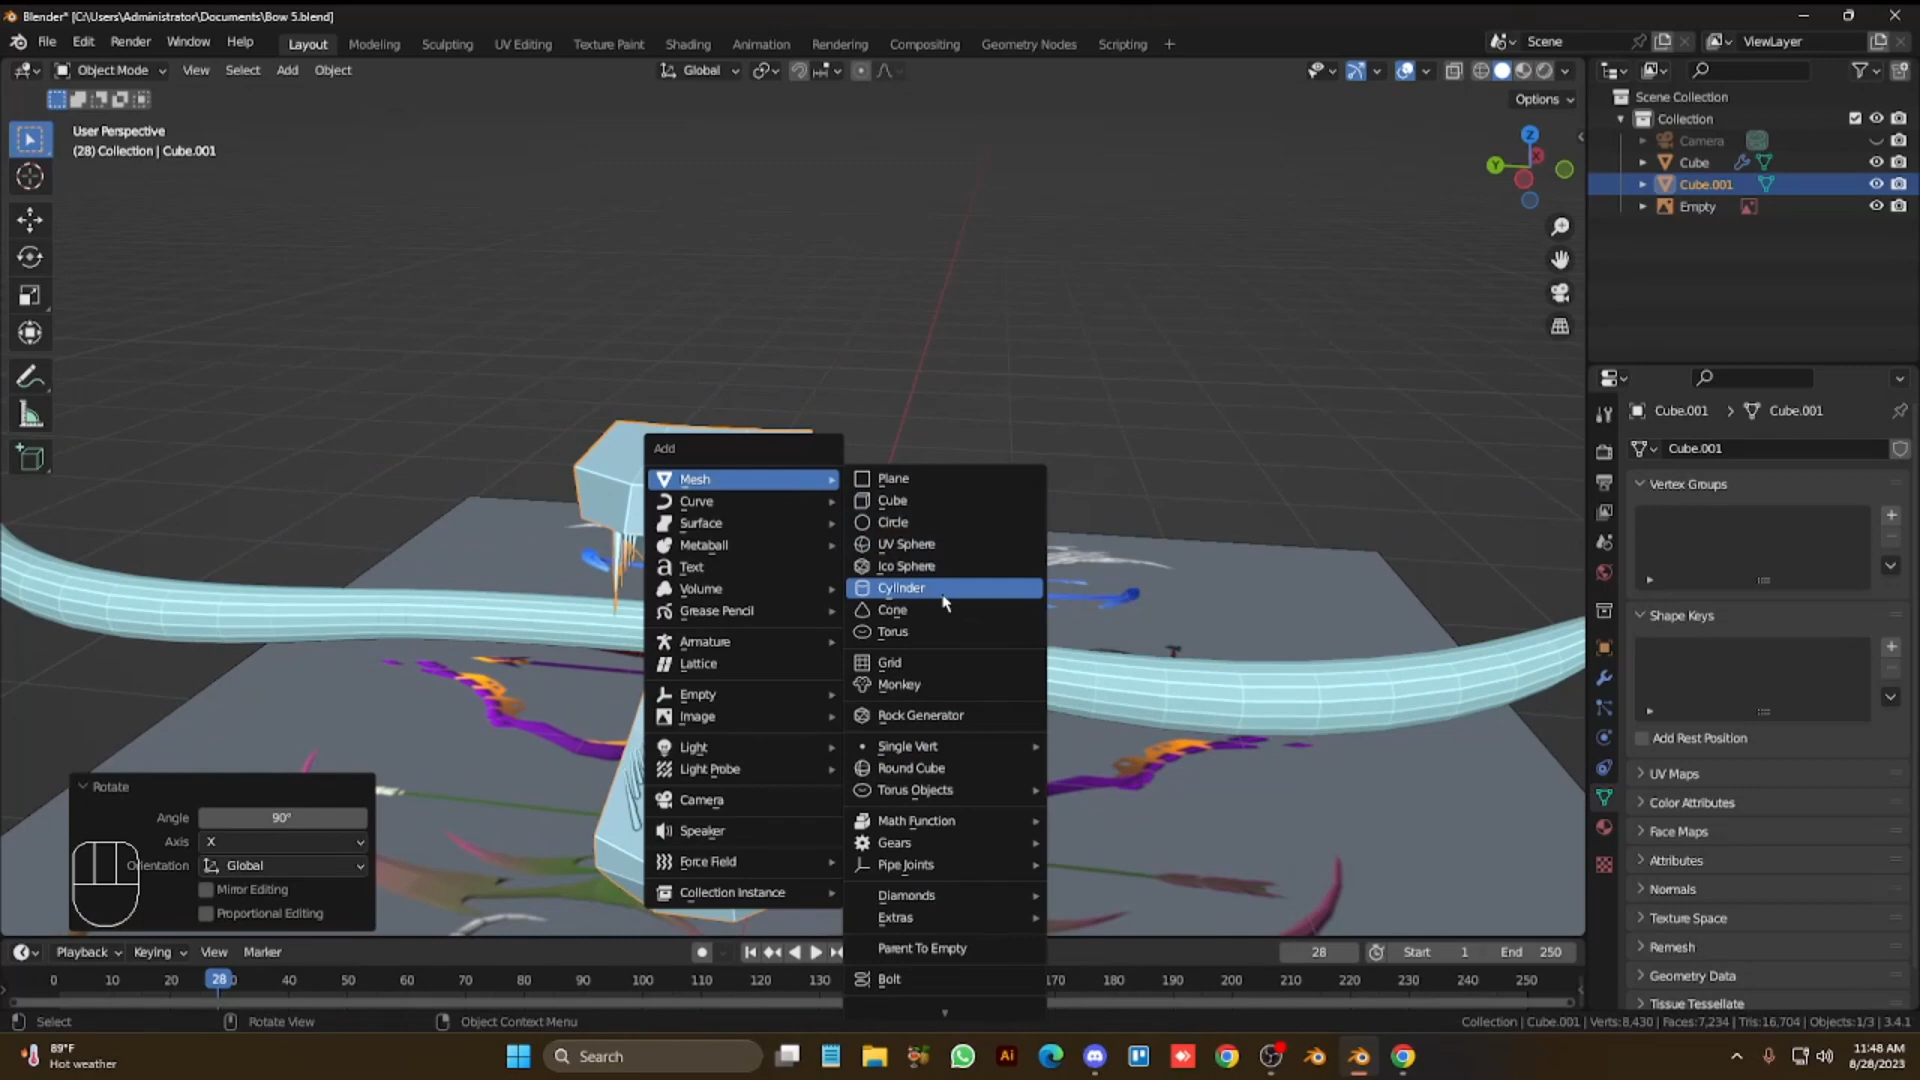 Blender* [C:\Users\Administrator\Documents\Bow 5.blend]
File Edit Render Window Help Layout Modeling Sculpting UV Editing Texture Paint Shading Animation Rendering Compositing Geometry Nodes Scripting + Scene ViewLayer
Object Mode View Select Add Object Global
Options
User Perspective
(28) Collection | Cube.001
Z
Y
X
Scene Collection
Collection
Camera
Cube
Cube.001
Empty
Cube.001 Cube.001
Cube.001
Vertex Groups
Shape Keys
Add Rest Position
UV Maps
Color Attributes
Face Maps
Attributes
Normals
Texture Space
Remesh
Geometry Data
Tissue Tessellate
Add
Mesh
Curve
Surface
Metaball
Text
Volume
Grease Pencil
Armature
Lattice
Empty
Image
Light
Light Probe
Camera
Speaker
Force Field
Collection Instance
Plane
Cube
Circle
UV Sphere
Ico Sphere
Cylinder
Cone
Torus
Grid
Monkey
Rock Generator
Single Vert
Round Cube
Torus Objects
Math Function
Gears
Pipe Joints
Diamonds
Extras
Parent To Empty
Bolt
Rotate
Angle 90°
Axis X
Orientation Global
Mirror Editing
Proportional Editing
Playback Keying View Marker 28 Start 1 End 250
0 10 28 40 50 60 70 80 90 100 110 120 130 170 180 190 200 210 220 230 240 250
Select Rotate View Object Context Menu Collection | Cube.001 | Verts:8,430 | Faces:7,234 | Tris:16,704 | Objects:1/3 | 3.4.1
89°F
Hot weather
Search
Ai
11:48 AM
8/28/2023